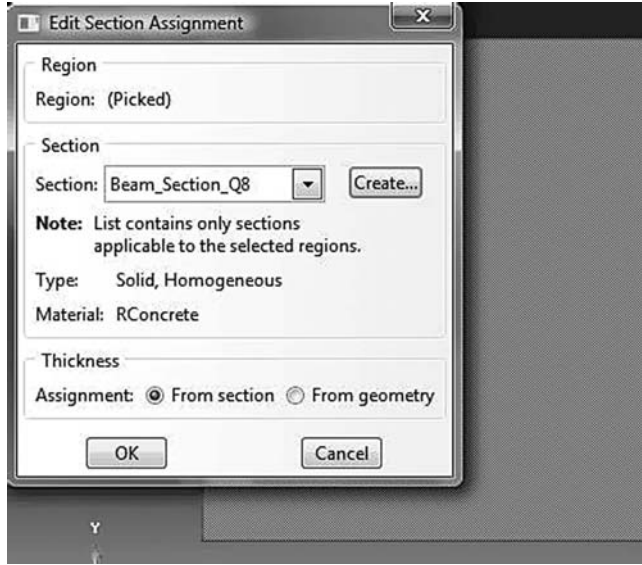 Edit Section Assignment
X
Region
Region: (Picked)
Section
Section: Beam_Section_Q8 Create...
Note: List contains only sections
applicable to the selected regions.
Type: Solid, Homogeneous
Material: RConcrete
Thickness
Assignment: From section From geometry
OK Cancel
Y